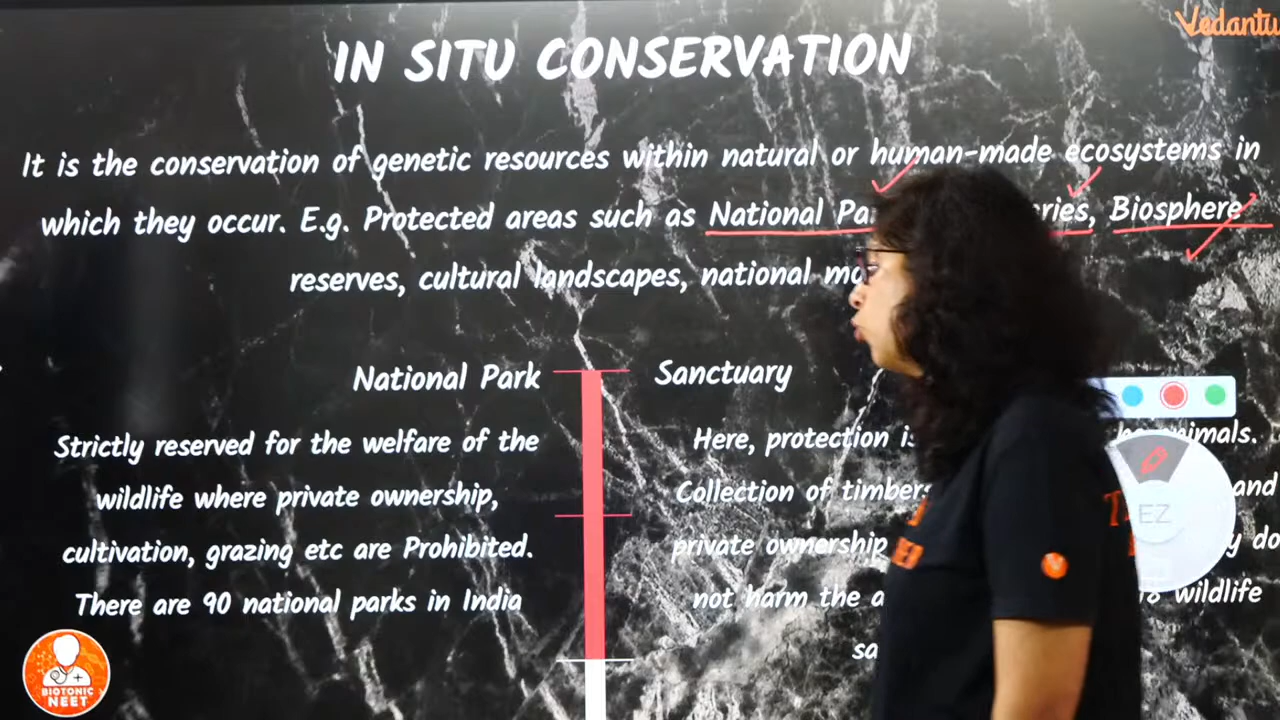 Vedantu
IN SITU CONSERVATION
It is the conservation of genetic resources within natural or human-made ecosystems in
which they occur. E.g. Protected areas such as National Pa ries, Biosphere
reserves, cultural landscapes, national mo
National Park
Strictly reserved for the welfare of the
wildlife where private ownership,
cultivation, grazing etc are Prohibited.
There are 90 national parks in India
Sanctuary
Here, protection is animals.
Collection of timbers and
private ownership y do
not harm the a wildlife
sa
EZ
BIOTONIC
NEET